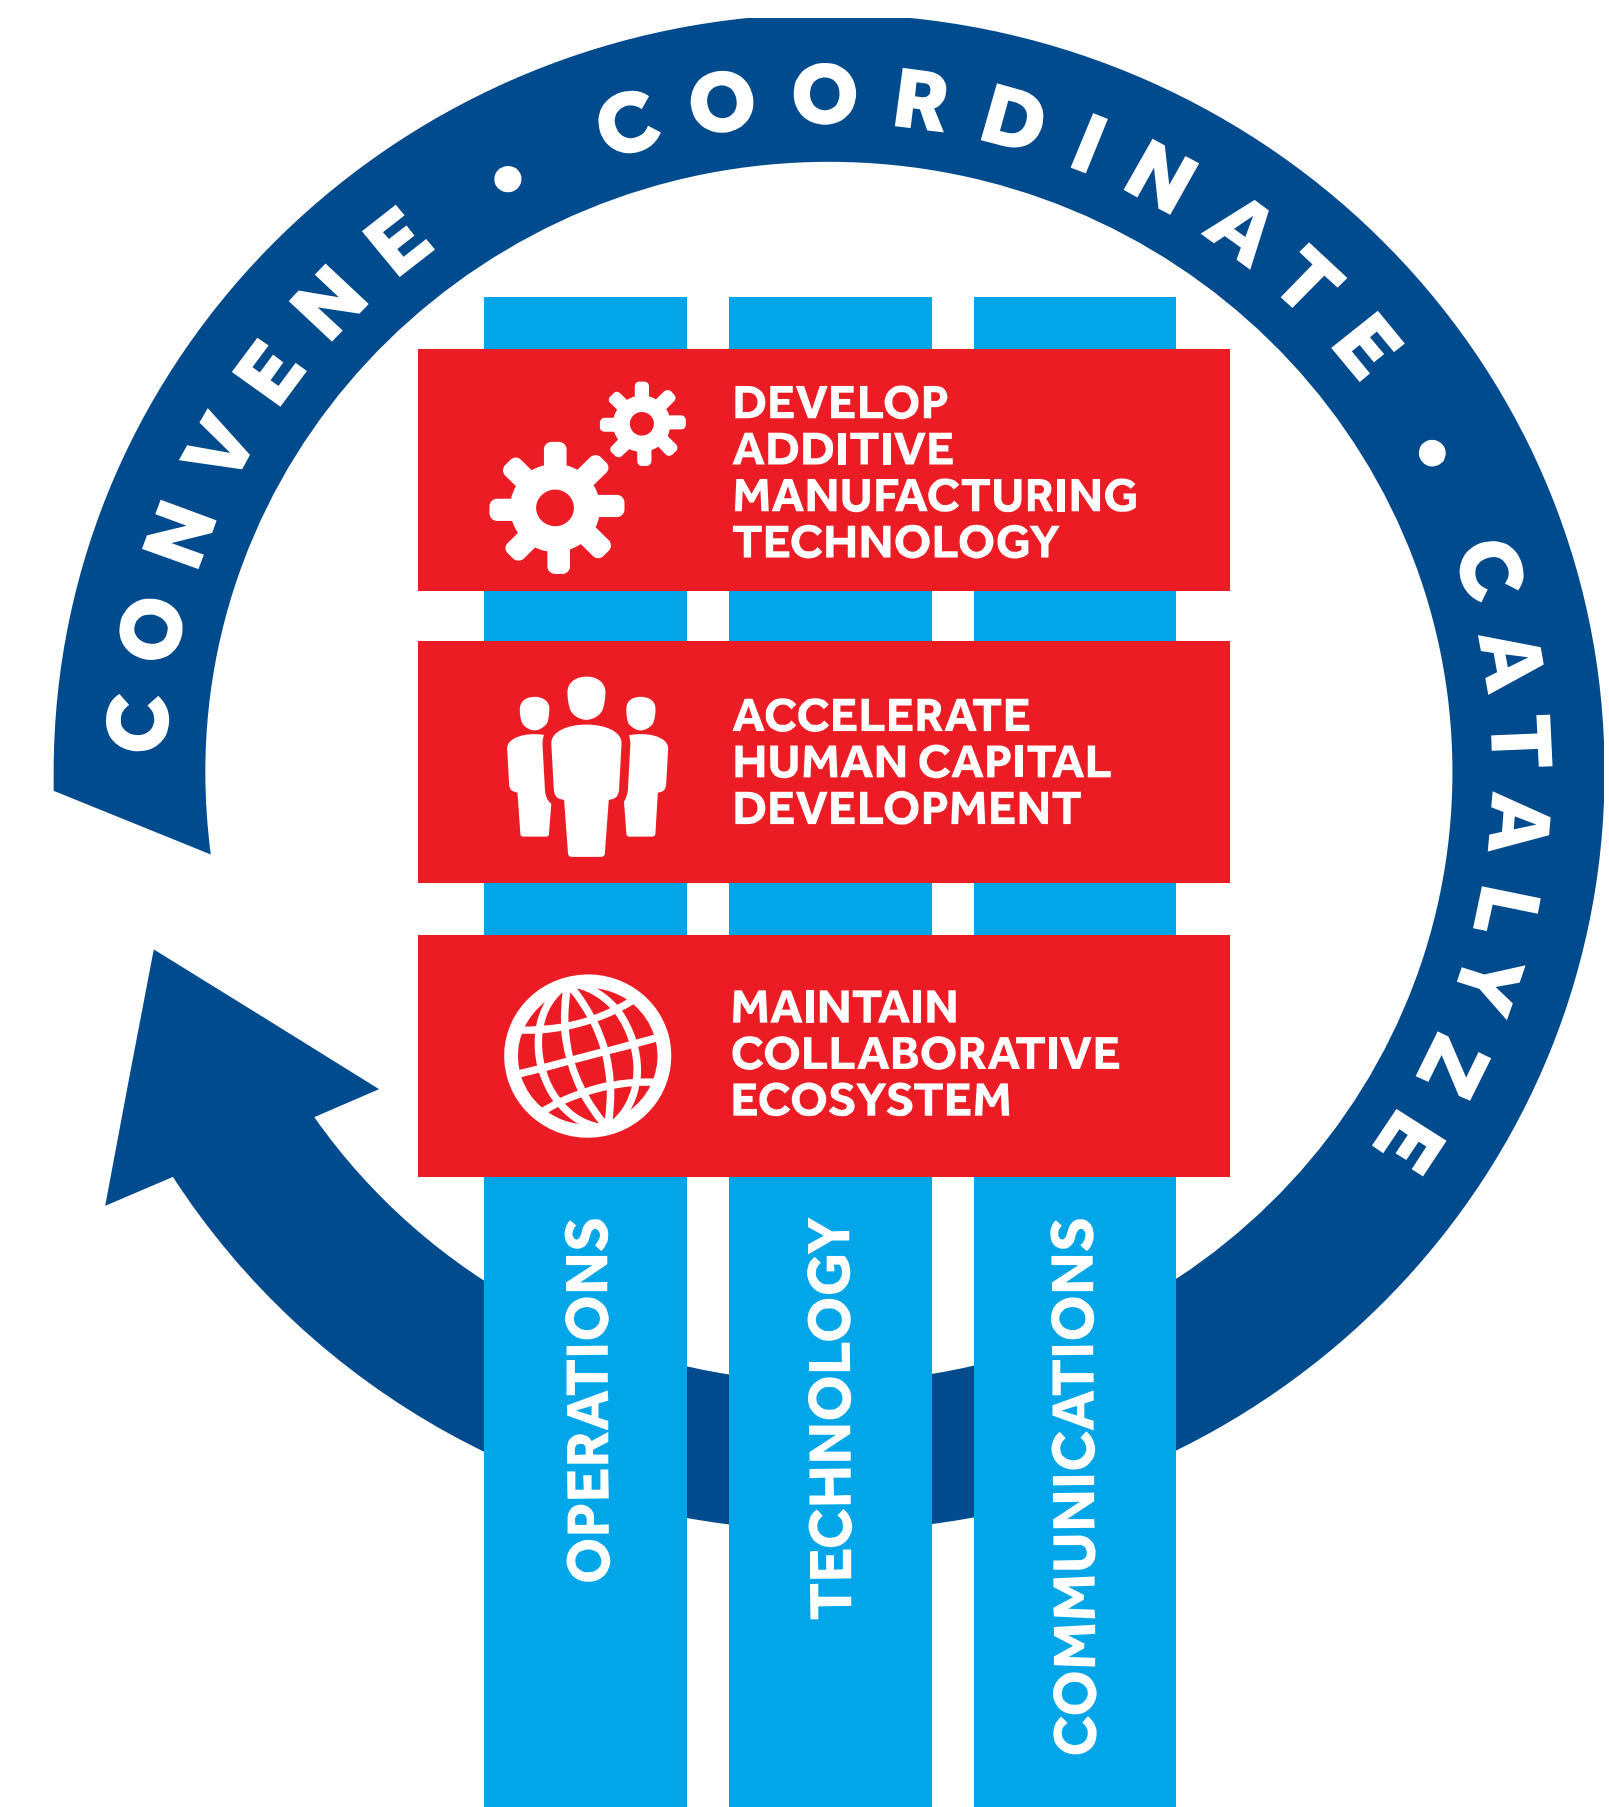 CONVENE • COORDINATE • CATALYZE
DEVELOP
ADDITIVE
MANUFACTURING
TECHNOLOGY
ACCELERATE
HUMAN CAPITAL
DEVELOPMENT
MAINTAIN
COLLABORATIVE
ECOSYSTEM
OPERATIONS
TECHNOLOGY
COMMUNICATIONS